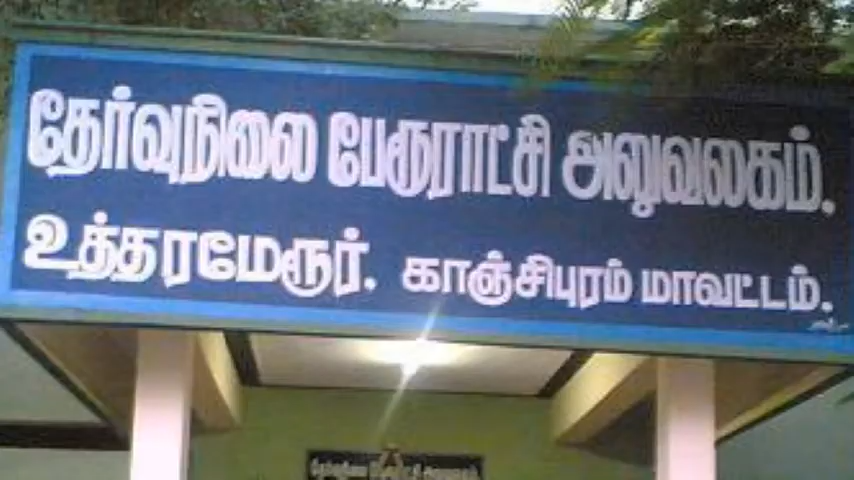 தேர்வுநிலை பேரூராட்சி அலுவலகம்.
உத்தரமேரூர். காஞ்சிபுரம் மாவட்டம்.